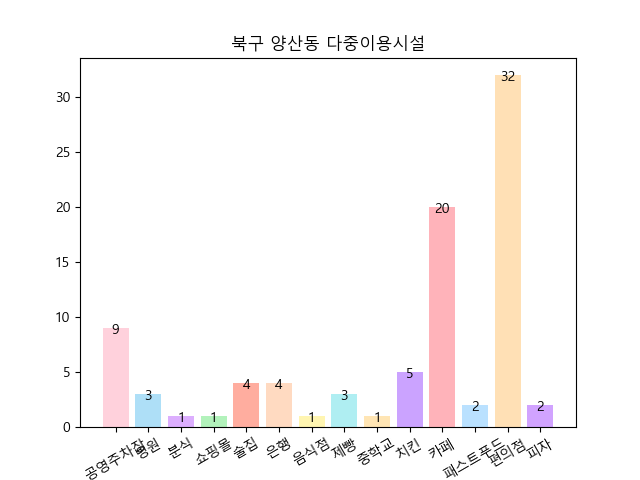 북구 양산동 다중이용시설
30
25
20
15
10
5
0
9
3
1
1
4
4
1
3
1
5
20
2
32
2
공영주차장
병원
분식
쇼핑몰
술집
은행
음식점
제빵
중학교
치킨
카페
패스트푸드
편의점
피자